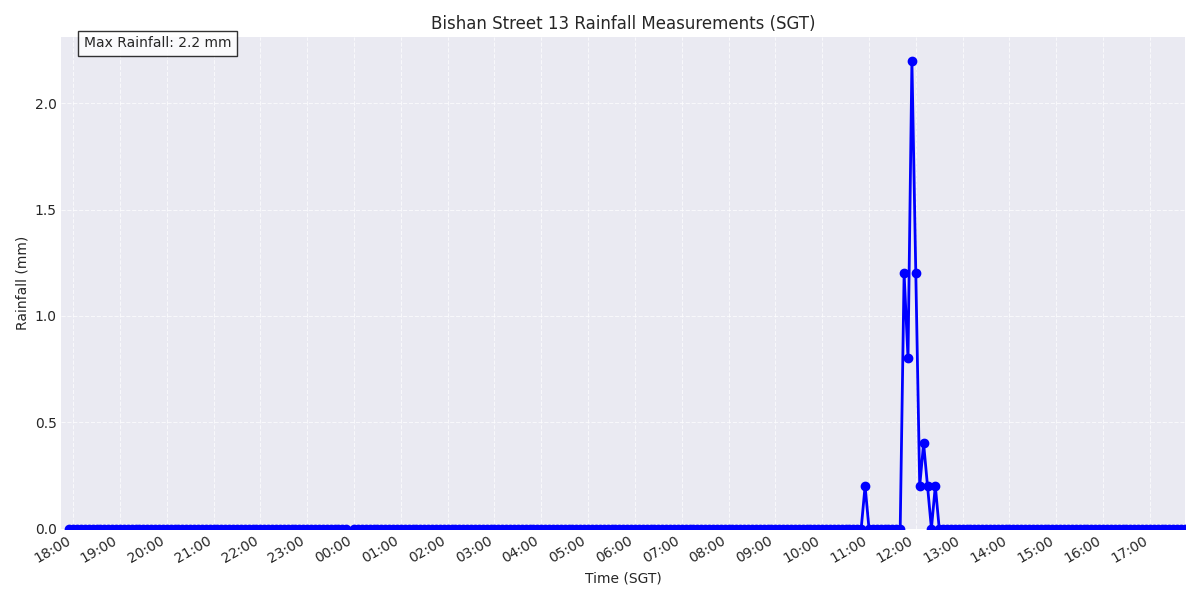 Bishan Street 13 Rainfall Measurements (SGT)
Max Rainfall: 2.2 mm
2.0
1.5
1.0
0.5
0.0
Rainfall (mm)
18:00 19:00 20:00 21:00 22:00 23:00 00:00 01:00 02:00 03:00 04:00 05:00 06:00 07:00 08:00 09:00 10:00 11:00 12:00 13:00 14:00 15:00 16:00 17:00
Time (SGT)